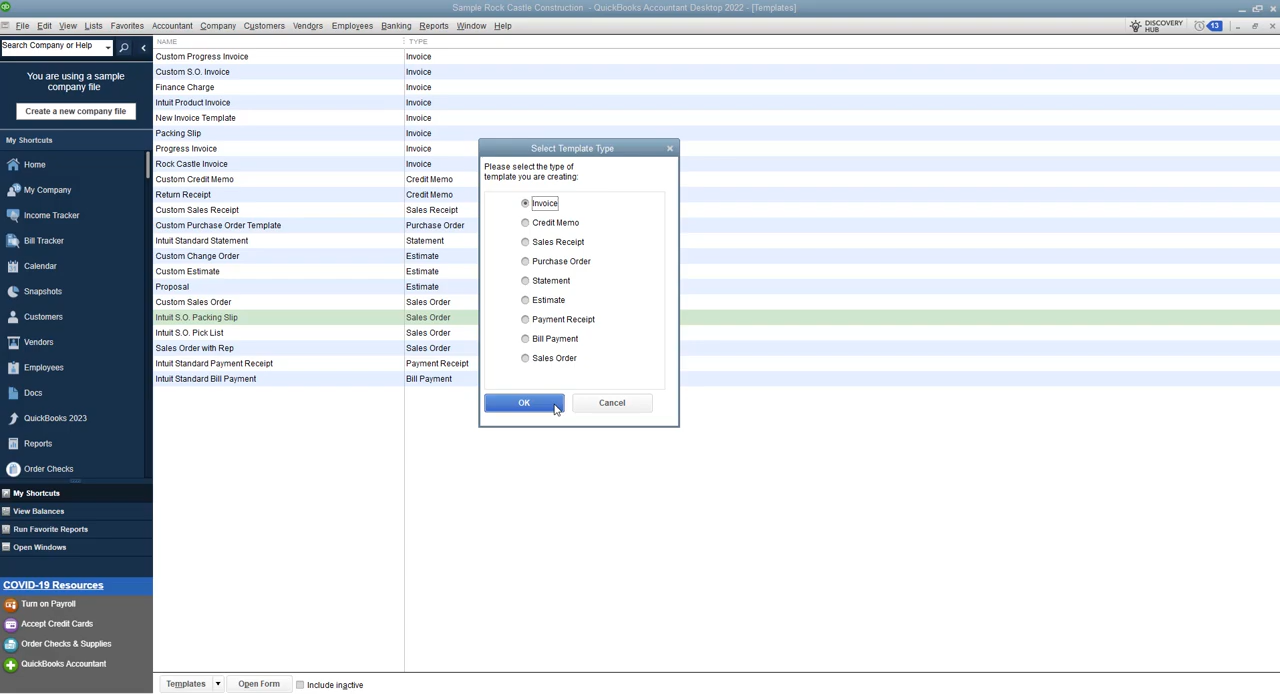 Sample Rock Castle Construction - QuickBooks Accountant Desktop 2022 - [Templates]
File Edit View Lists Favorites Accountant Company Customers Vendors Employees Banking Reports Window Help
DISCOVERY
HUB
13
Search Company or Help
You are using a sample
company file
Create a new company file
My Shortcuts
Home
My Company
Income Tracker
Bill Tracker
Calendar
Snapshots
Customers
Vendors
Employees
Docs
QuickBooks 2023
Reports
Order Checks
My Shortcuts
View Balances
Run Favorite Reports
Open Windows
COVID-19 Resources
Turn on Payroll
Accept Credit Cards
Order Checks & Supplies
QuickBooks Accountant
NAME TYPE
Custom Progress Invoice Invoice
Custom S.O. Invoice Invoice
Finance Charge Invoice
Intuit Product Invoice Invoice
New Invoice Template Invoice
Packing Slip Invoice
Progress Invoice Invoice
Rock Castle Invoice Invoice
Custom Credit Memo Credit Memo
Return Receipt Credit Memo
Custom Sales Receipt Sales Receipt
Custom Purchase Order Template Purchase Order
Intuit Standard Statement Statement
Custom Change Order Estimate
Custom Estimate Estimate
Proposal Estimate
Custom Sales Order Sales Order
Intuit S.O. Packing Slip Sales Order
Intuit S.O. Pick List Sales Order
Sales Order with Rep Sales Order
Intuit Standard Payment Receipt Payment Receipt
Intuit Standard Bill Payment Bill Payment
Select Template Type
Please select the type of
template you are creating:
Invoice
Credit Memo
Sales Receipt
Purchase Order
Statement
Estimate
Payment Receipt
Bill Payment
Sales Order
OK Cancel
Templates Open Form Include inactive